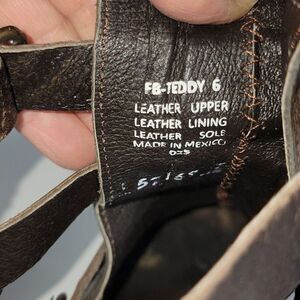 FB-TEDDY 6
LEATHER UPPER
LEATHER LINING
LEATHER SOLE
MADE IN MEXICO